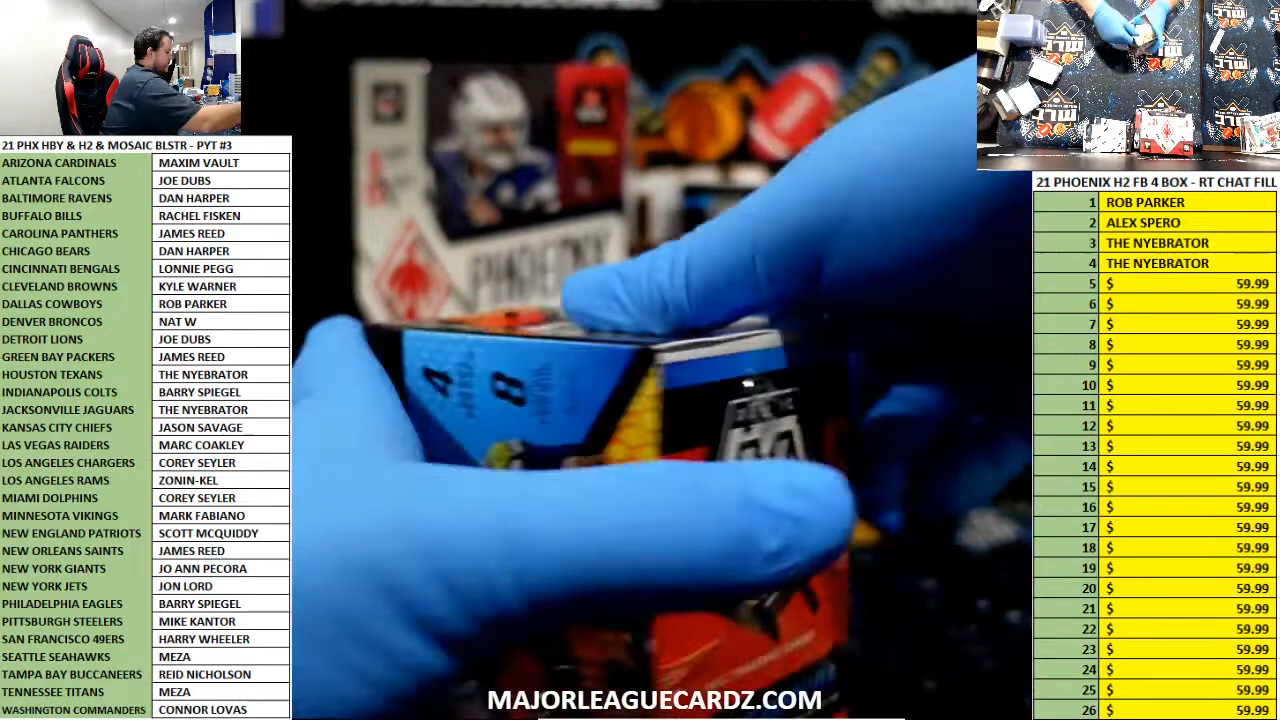 21 PHX HBY & H2 & MOSAIC BLSTR - PYT #3
ARIZONA CARDINALS MAXIM VAULT
ATLANTA FALCONS JOE DUBS
BALTIMORE RAVENS DAN HARPER
BUFFALO BILLS RACHEL FISKEN
CAROLINA PANTHERS JAMES REED
CHICAGO BEARS DAN HARPER
CINCINNATI BENGALS LONNIE PEGG
CLEVELAND BROWNS KYLE WARNER
DALLAS COWBOYS ROB PARKER
DENVER BRONCOS NAT W
DETROIT LIONS JOE DUBS
GREEN BAY PACKERS JAMES REED
HOUSTON TEXANS THE NYEBRATOR
INDIANAPOLIS COLTS BARRY SPIEGEL
JACKSONVILLE JAGUARS THE NYEBRATOR
KANSAS CITY CHIEFS JASON SAVAGE
LAS VEGAS RAIDERS MARC COAKLEY
LOS ANGELES CHARGERS COREY SEYLER
LOS ANGELES RAMS ZONIN-KEL
MIAMI DOLPHINS COREY SEYLER
MINNESOTA VIKINGS MARK FABIANO
NEW ENGLAND PATRIOTS SCOTT MCQUIDDY
NEW ORLEANS SAINTS JAMES REED
NEW YORK GIANTS JO ANN PECORA
NEW YORK JETS JON LORD
PHILADELPHIA EAGLES BARRY SPIEGEL
PITTSBURGH STEELERS MIKE KANTOR
SAN FRANCISCO 49ERS HARRY WHEELER
SEATTLE SEAHAWKS MEZA
TAMPA BAY BUCCANEERS REID NICHOLSON
TENNESSEE TITANS MEZA
WASHINGTON COMMANDERS CONNOR LOVAS
PHOENIX
4
8
MAJORLEAGUECARDZ.COM
21 PHOENIX H2 FB 4 BOX - RT CHAT FILL
1 ROB PARKER
2 ALEX SPERO
3 THE NYEBRATOR
4 THE NYEBRATOR
5 $ 59.99
6 $ 59.99
7 $ 59.99
8 $ 59.99
9 $ 59.99
10 $ 59.99
11 $ 59.99
12 $ 59.99
13 $ 59.99
14 $ 59.99
15 $ 59.99
16 $ 59.99
17 $ 59.99
18 $ 59.99
19 $ 59.99
20 $ 59.99
21 $ 59.99
22 $ 59.99
23 $ 59.99
24 $ 59.99
25 $ 59.99
26 $ 59.99